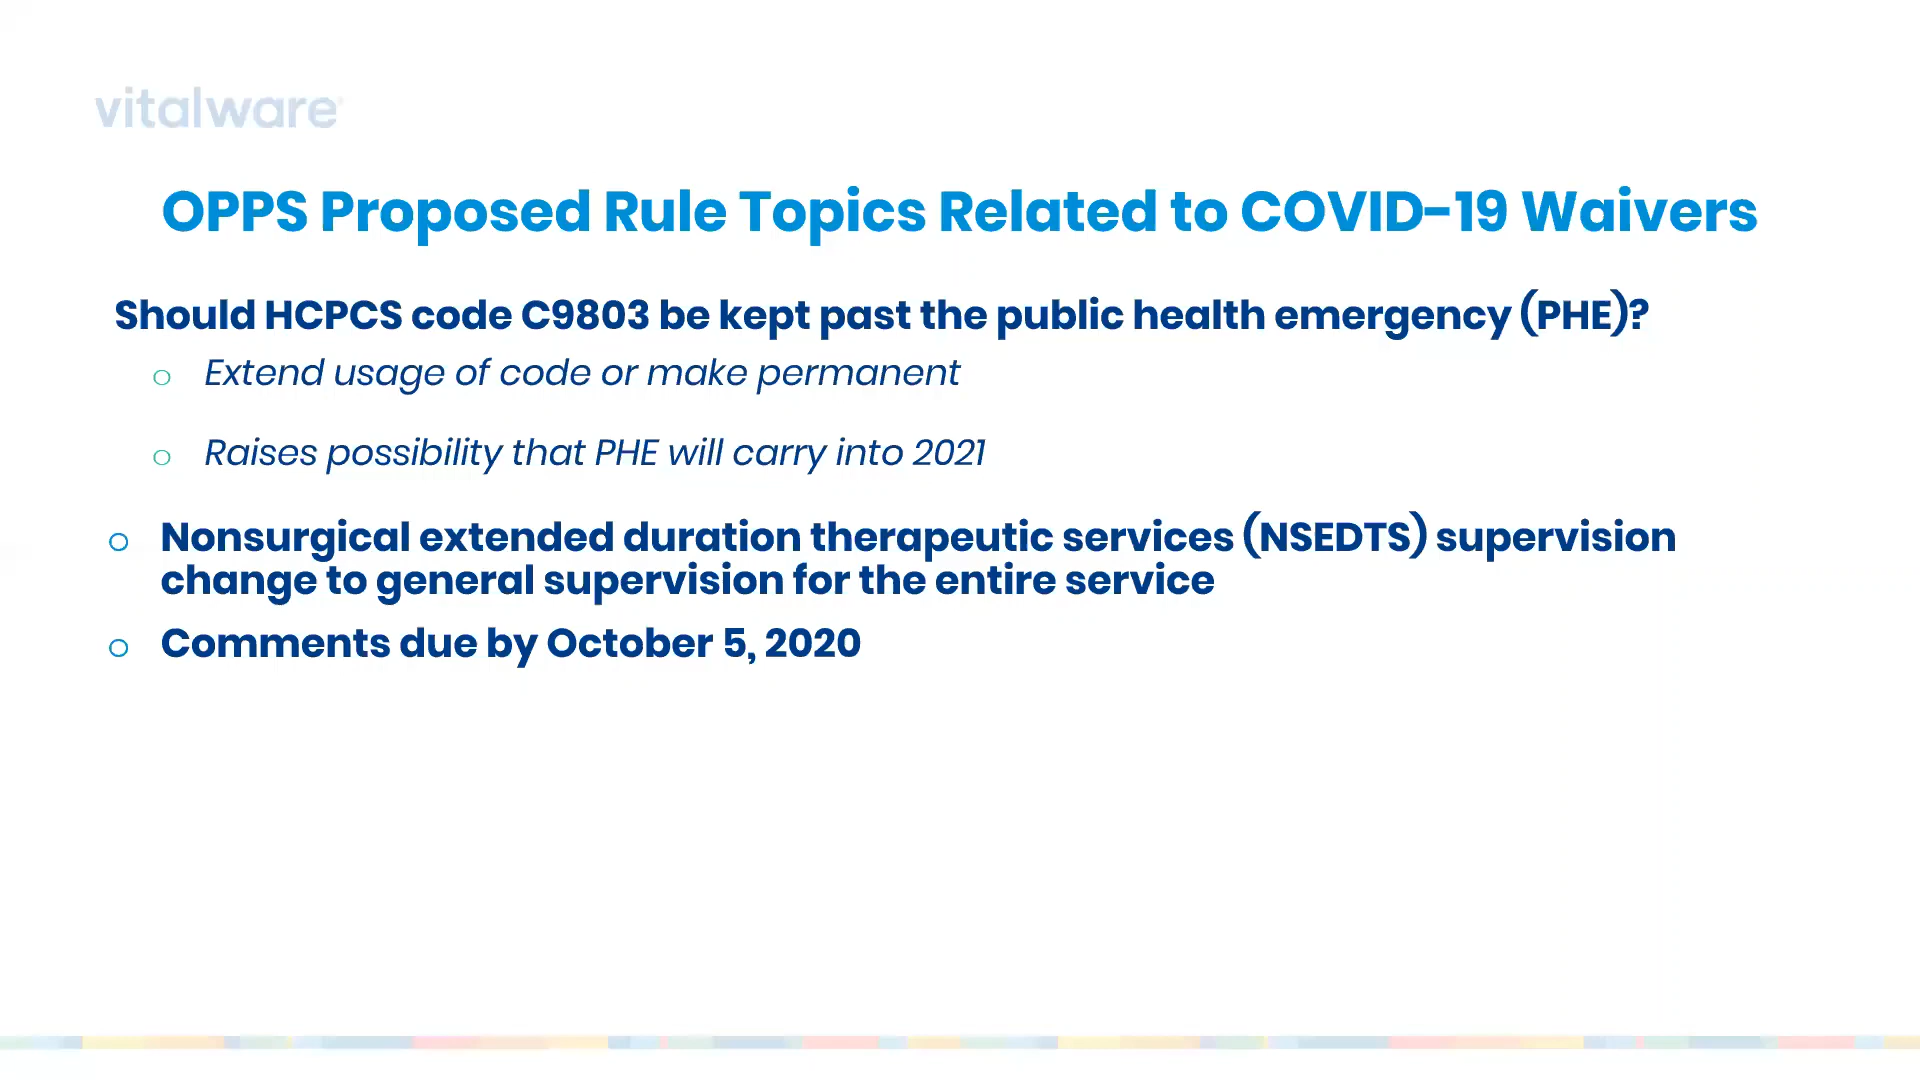 vitalware
OPPS Proposed Rule Topics Related to COVID-19 Waivers
Should HCPCS code C9803 be kept past the public health emergency (PHE)?
Extend usage of code or make permanent
Raises possibility that PHE will carry into 2021
Nonsurgical extended duration therapeutic services (NSEDTS) supervision
change to general supervision for the entire service
Comments due by October 5, 2020